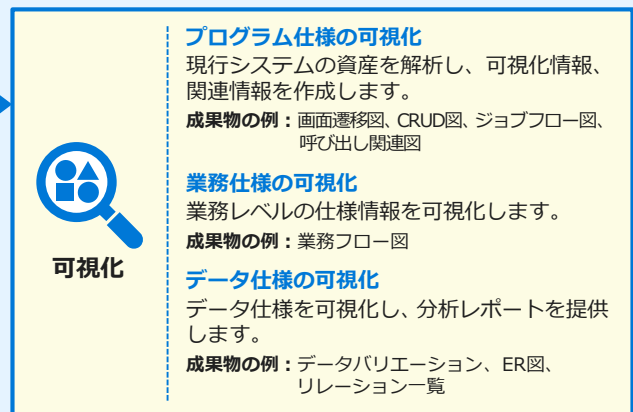 可視化
プログラム仕様の可視化
現行システムの資産を解析し、可視化情報、
関連情報を作成します。
成果物の例：画面遷移図、CRUD図、ジョブフロー図、
呼び出し関連図
業務仕様の可視化
業務レベルの仕様情報を可視化します。
成果物の例：業務フロー図
データ仕様の可視化
データ仕様を可視化し、分析レポートを提供
します。
成果物の例：データバリエーション、ER図、
リレーション一覧